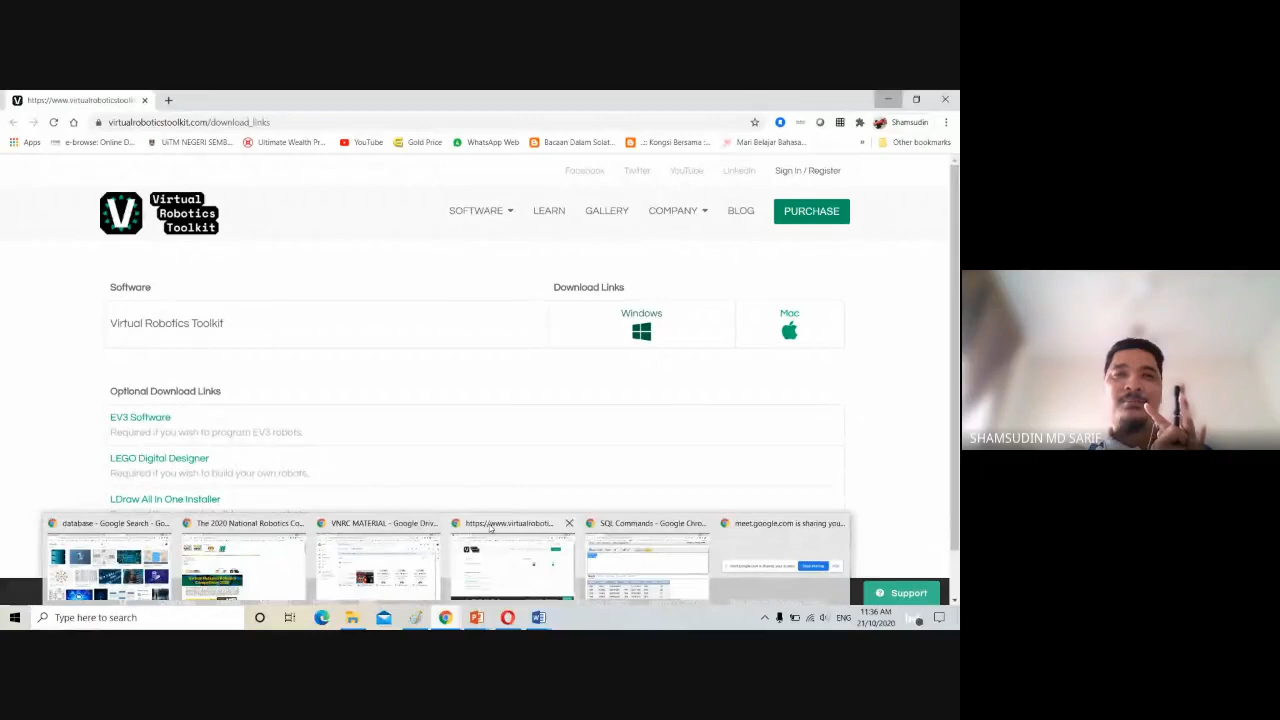 https://www.virtualroboticstoolk
virtualroboticstoolkit.com/download_links
Shamsudin
Apps
e-browse: Online D...
UiTM NEGERI SEMB...
Ultimate Wealth Pr...
YouTube
Gold Price
WhatsApp Web
Bacaan Dalam Solat...
.:: Kongsi Bersama :...
Mari Belajar Bahasa...
»
Other bookmarks
Facebook
Twitter
YouTube
LinkedIn
Sign In / Register
V
Virtual
Robotics
Toolkit
SOFTWARE
LEARN
GALLERY
COMPANY
BLOG
PURCHASE
Software
Download Links
Virtual Robotics Toolkit
Windows
Mac
Optional Download Links
EV3 Software
Required if you wish to program EV3 robots.
LEGO Digital Designer
Required if you wish to build your own robots.
LDraw All In One Installer
SHAMSUDIN MD SARIF
database - Google Search - Go...
The 2020 National Robotics Co...
VNRC MATERIAL - Google Driv...
https://www.virtualroboti...
SQL Commands - Google Chro...
meet.google.com is sharing you...
Support
Type here to search
ENG
11:36 AM
21/10/2020